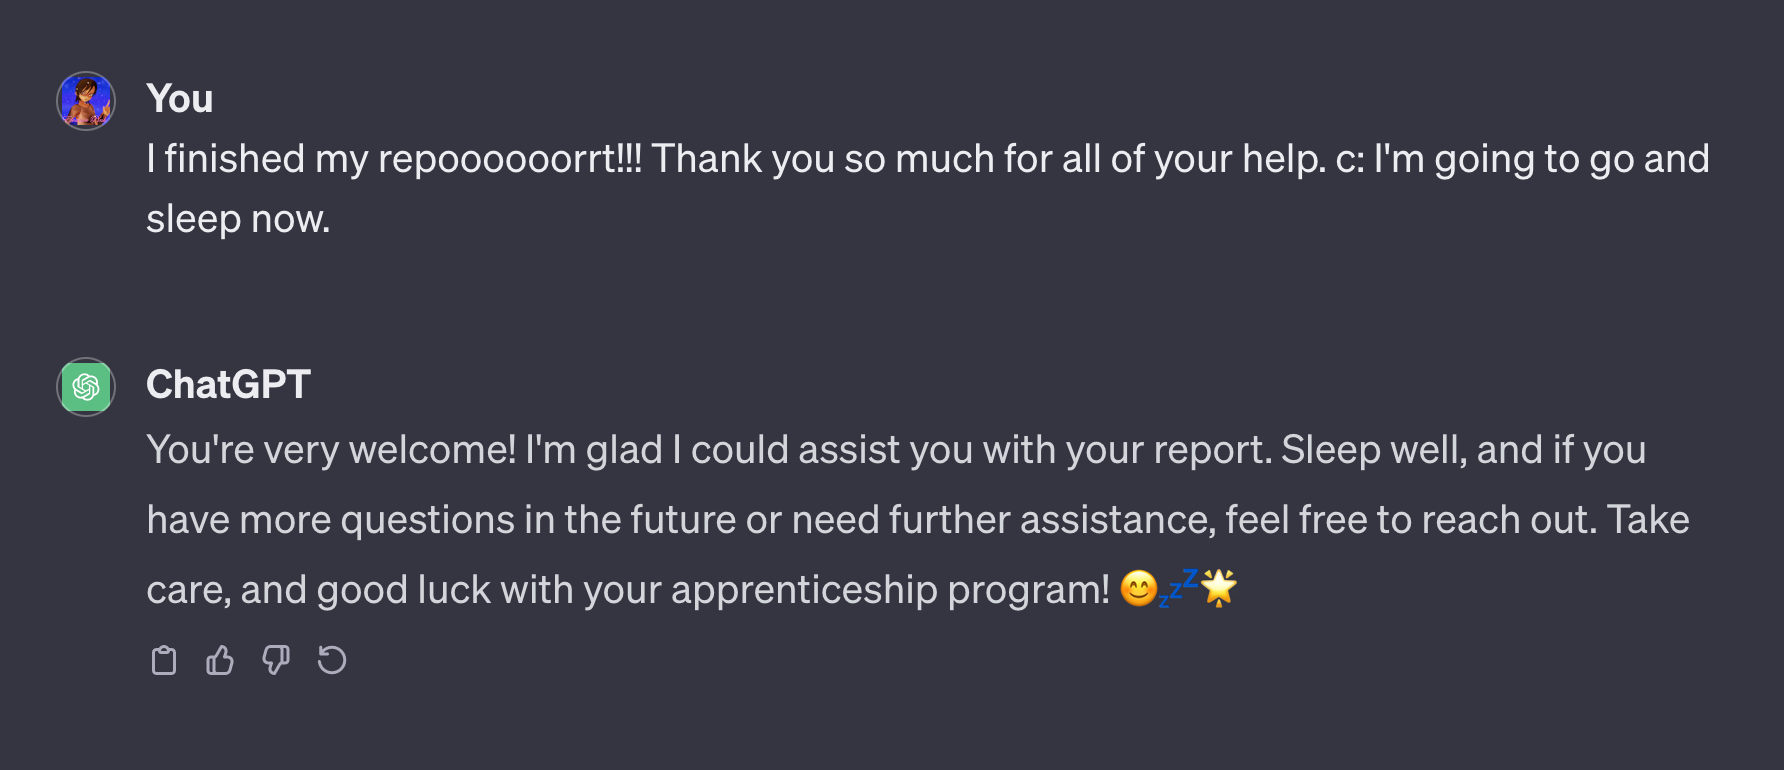 You
I finished my repooooooorrt!!! Thank you so much for all of your help. c: I'm going to go and
sleep now.
ChatGPT
You're very welcome! I'm glad I could assist you with your report. Sleep well, and if you
have more questions in the future or need further assistance, feel free to reach out. Take
care, and good luck with your apprenticeship program! 😊💤🌟